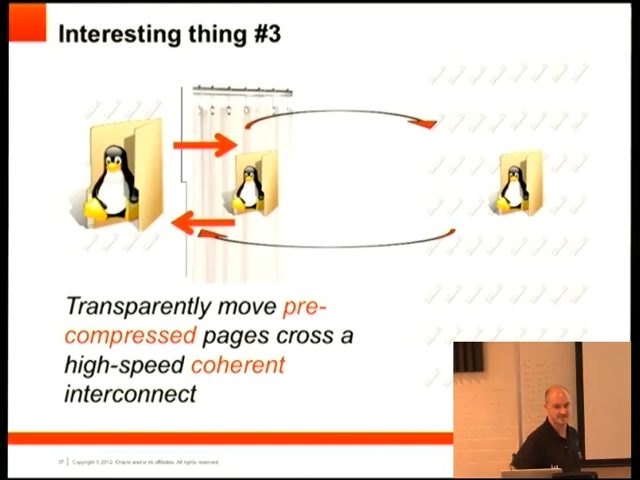 Interesting thing #3
Transparently move pre-
compressed pages cross a
high-speed coherent
interconnect
37 | Copyright © 2012, Oracle and/or its affiliates. All rights reserved.